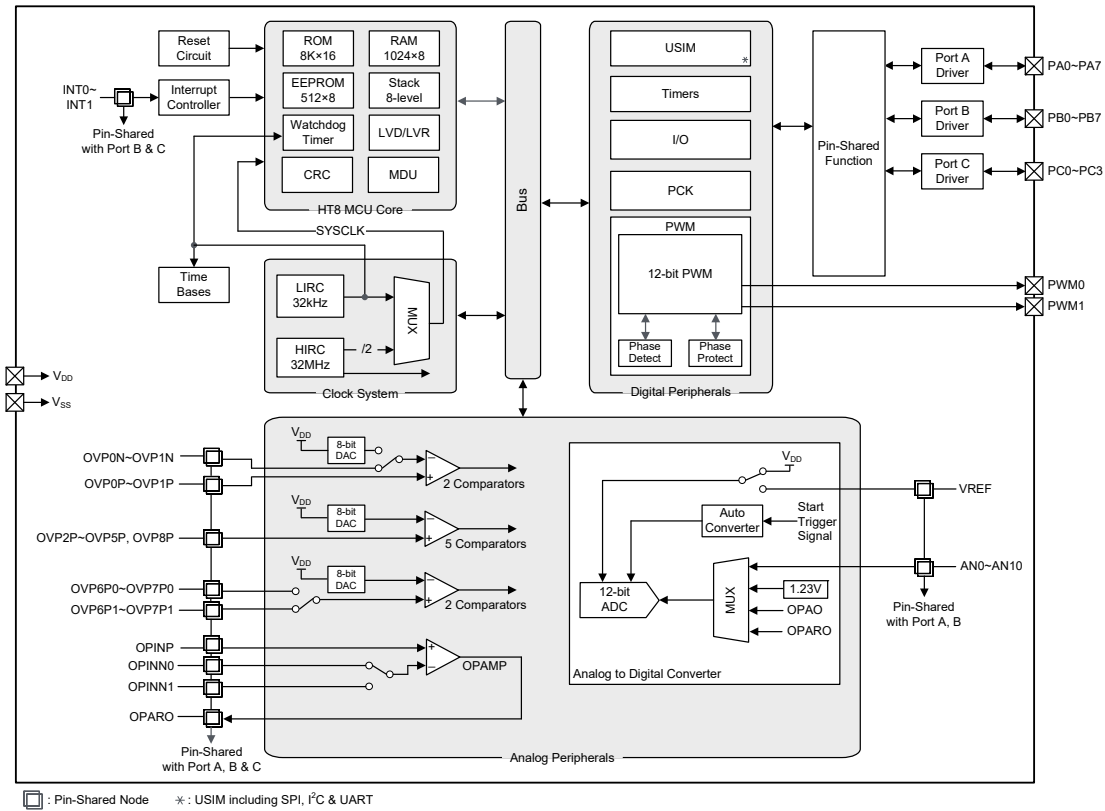 Reset
Circuit
INT0~
INT1
Interrupt
Controller
Pin-Shared
with Port B & C
ROM
8K×16
RAM
1024×8
EEPROM
512×8
Stack
8-level
Watchdog
Timer
LVD/LVR
CRC
MDU
HT8 MCU Core
SYSCLK
Time
Bases
LIRC
32kHz
HIRC
32MHz
/2
MUX
Clock System
Bus
USIM
*
Timers
I/O
PCK
PWM
12-bit PWM
Phase
Detect
Phase
Protect
Digital Peripherals
Pin-Shared
Function
Port A
Driver
Port B
Driver
Port C
Driver
PA0~PA7
PB0~PB7
PC0~PC3
PWM0
PWM1
VDD
VSS
OVP0N~OVP1N
OVP0P~OVP1P
OVP2P~OVP5P, OVP8P
OVP6P0~OVP7P0
OVP6P1~OVP7P1
OPINP
OPINN0
OPINN1
OPARO
Pin-Shared
with Port A, B & C
VDD
8-bit
DAC
2 Comparators
VDD
8-bit
DAC
5 Comparators
VDD
8-bit
DAC
2 Comparators
OPAMP
VDD
Auto
Converter
Start
Trigger
Signal
12-bit
ADC
MUX
1.23V
OPAO
OPARO
Analog to Digital Converter
Analog Peripherals
VREF
AN0~AN10
Pin-Shared
with Port A, B
: Pin-Shared Node
* : USIM including SPI, I²C & UART